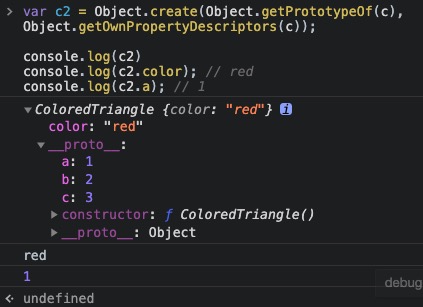 > var c2 = Object.create(Object.getPrototypeOf(c),
Object.getOwnPropertyDescriptors(c));
console.log(c2)
console.log(c2.color); // red
console.log(c2.a); // 1
▼ColoredTriangle {color: "red"} i
color: "red"
▼__proto__:
a: 1
b: 2
c: 3
▶constructor: ƒ ColoredTriangle()
▶__proto__: Object
red
1
debug
undefined